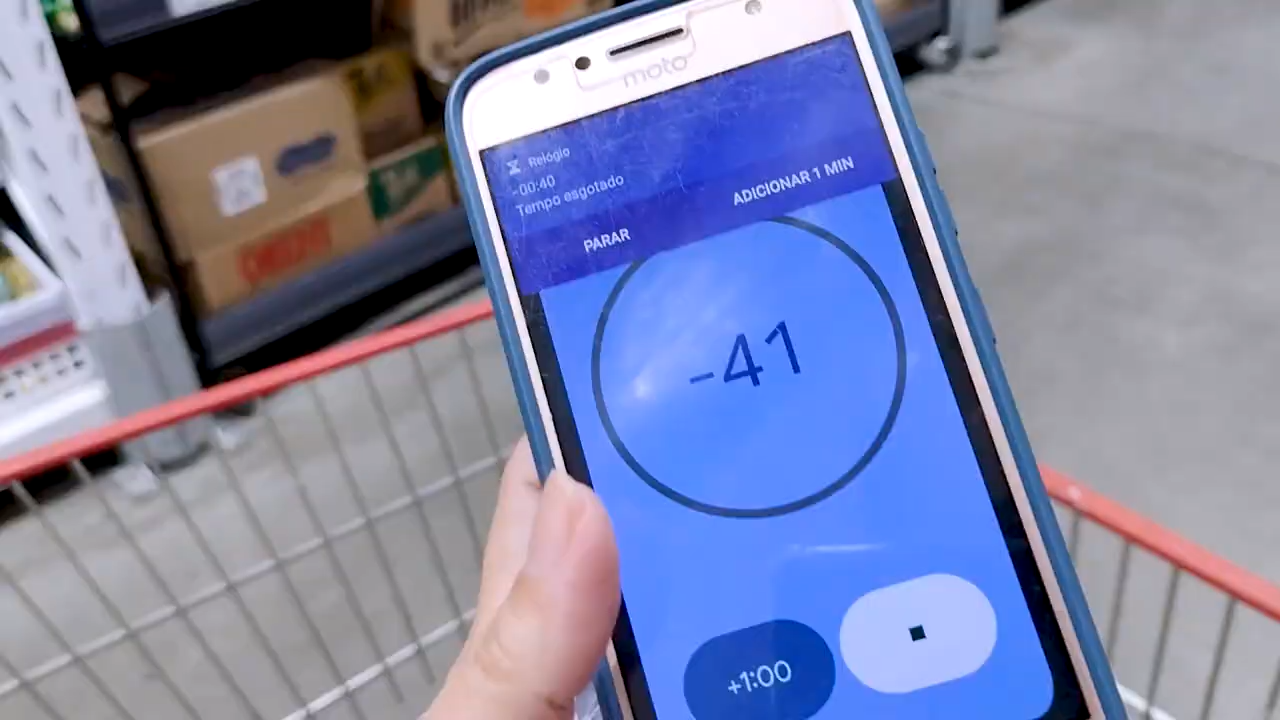 moto
Relógio
-00:40
Tempo esgotado
PARAR
ADICIONAR 1 MIN
-41
+1:00